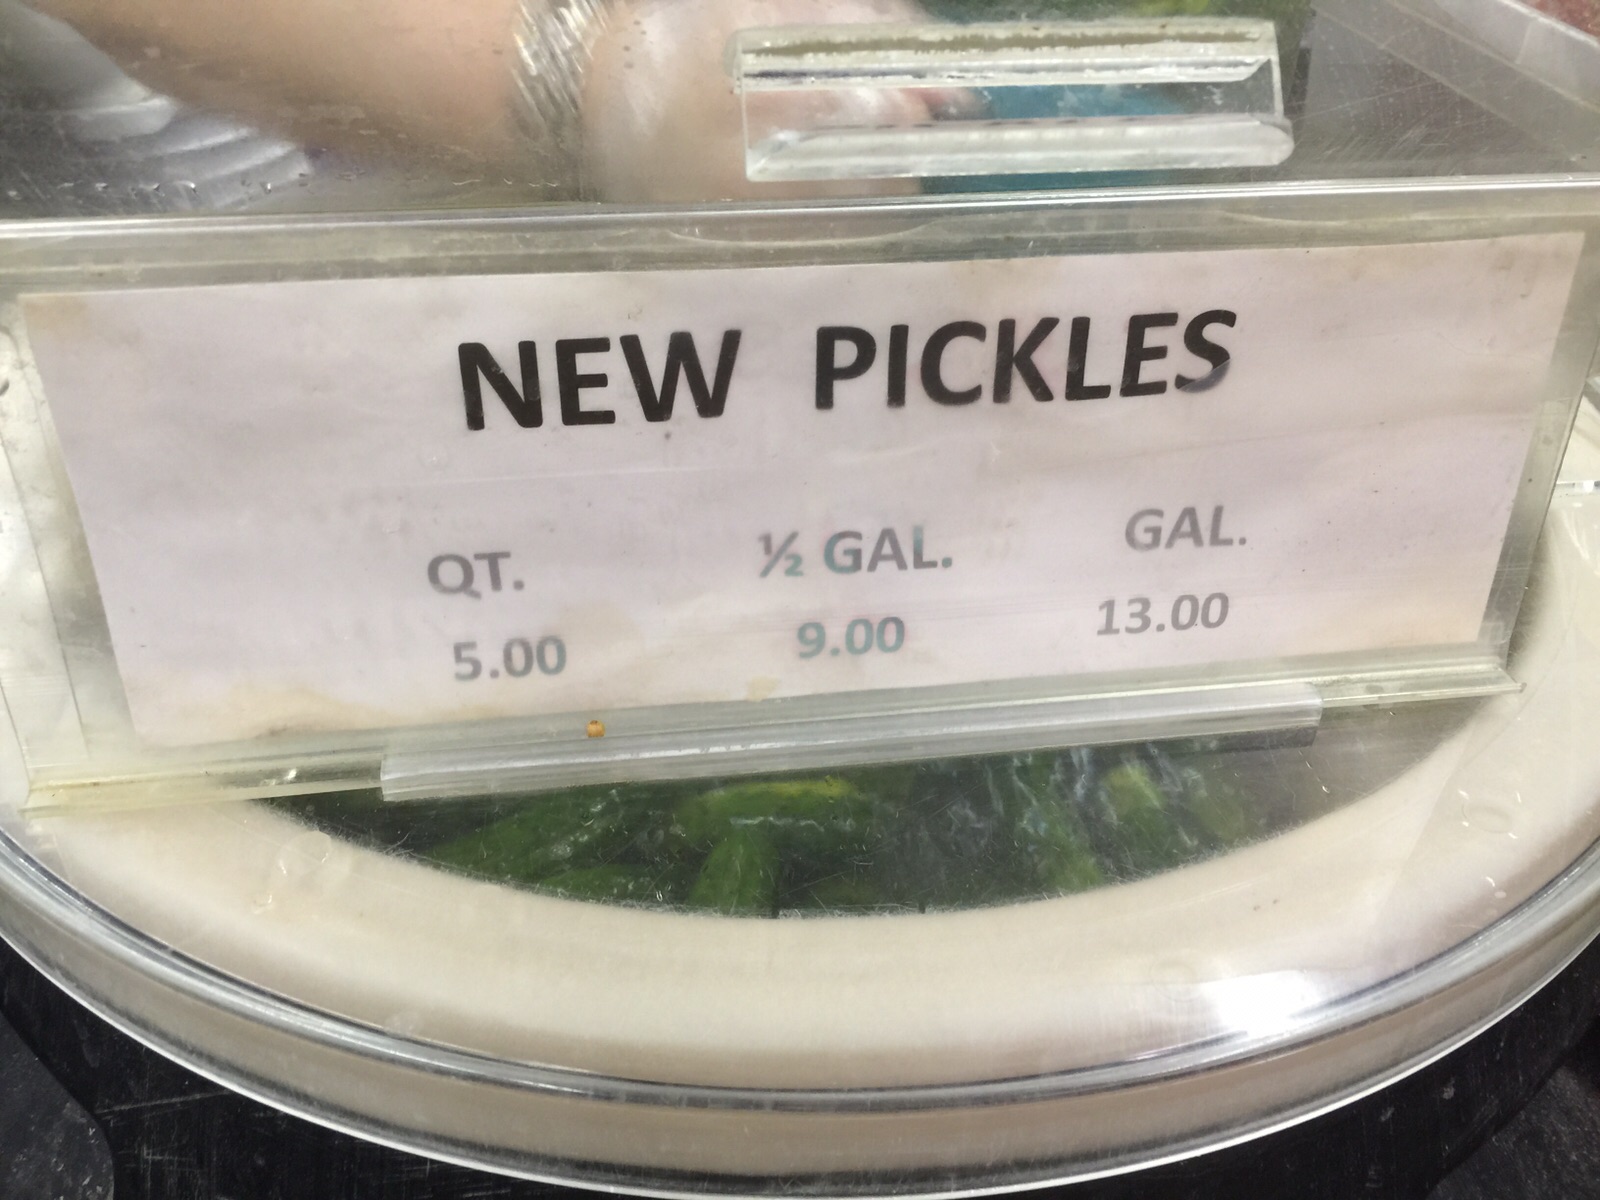 NEW PICKLES
QT. ½ GAL. GAL.
5.00 9.00 13.00